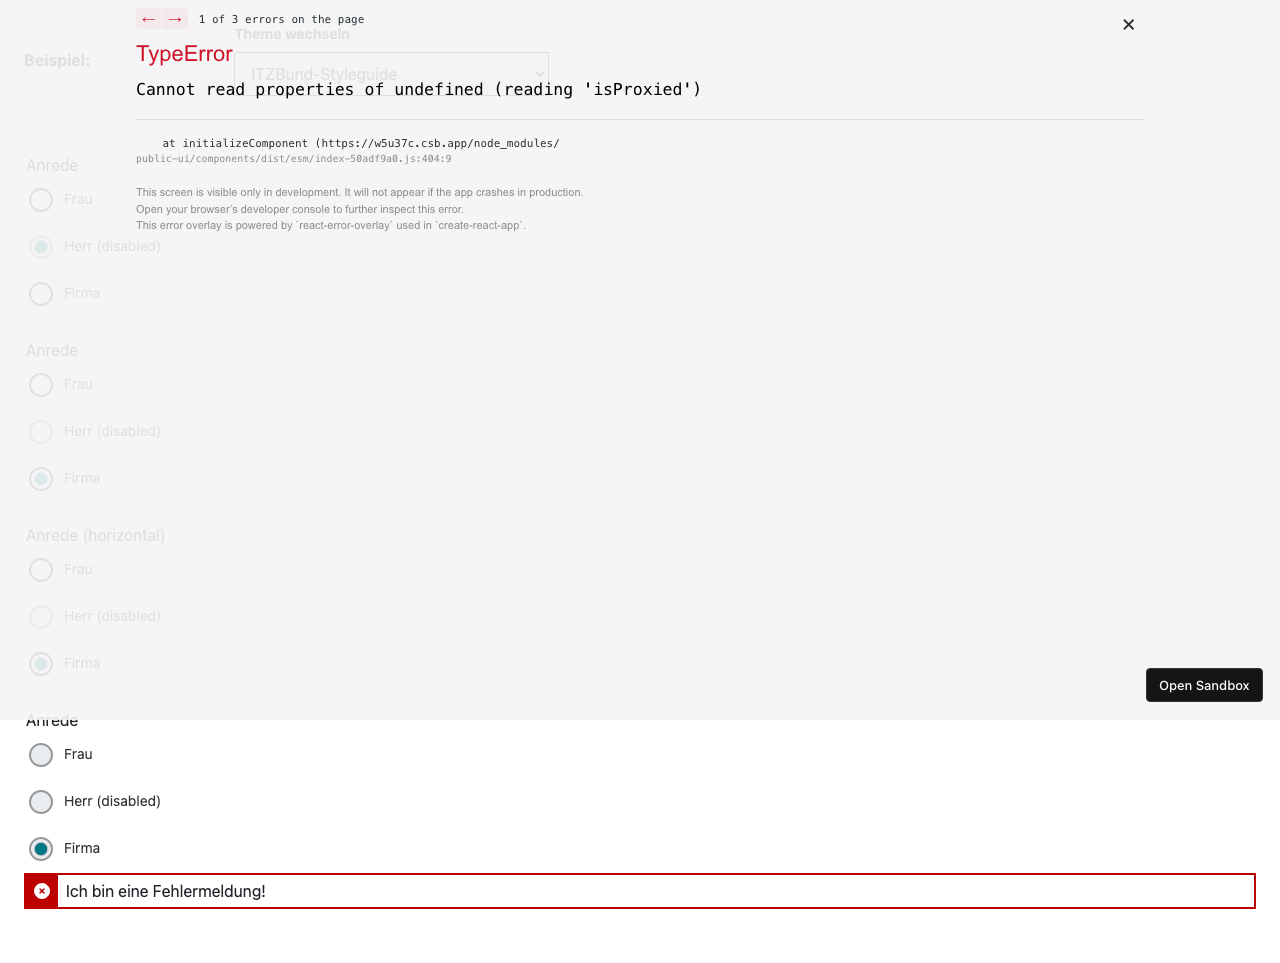 ← → 1 of 3 errors on the page
Theme wechseln
TypeError
Beispiel:
ITZBund-Styleguide
Cannot read properties of undefined (reading 'isProxied')
at initializeComponent (https://w5u37c.csb.app/node_modules/
public-ui/components/dist/esm/index-50adf9a0.js:404:9
Anrede
This screen is visible only in development. It will not appear if the app crashes in production.
Frau
Open your browser’s developer console to further inspect this error.
This error overlay is powered by `react-error-overlay` used in `create-react-app`.
Herr (disabled)
Firma
Anrede
Frau
Herr (disabled)
Firma
Anrede (horizontal)
Frau
Herr (disabled)
Firma
Open Sandbox
Anrede
Frau
Herr (disabled)
Firma
Ich bin eine Fehlermeldung!